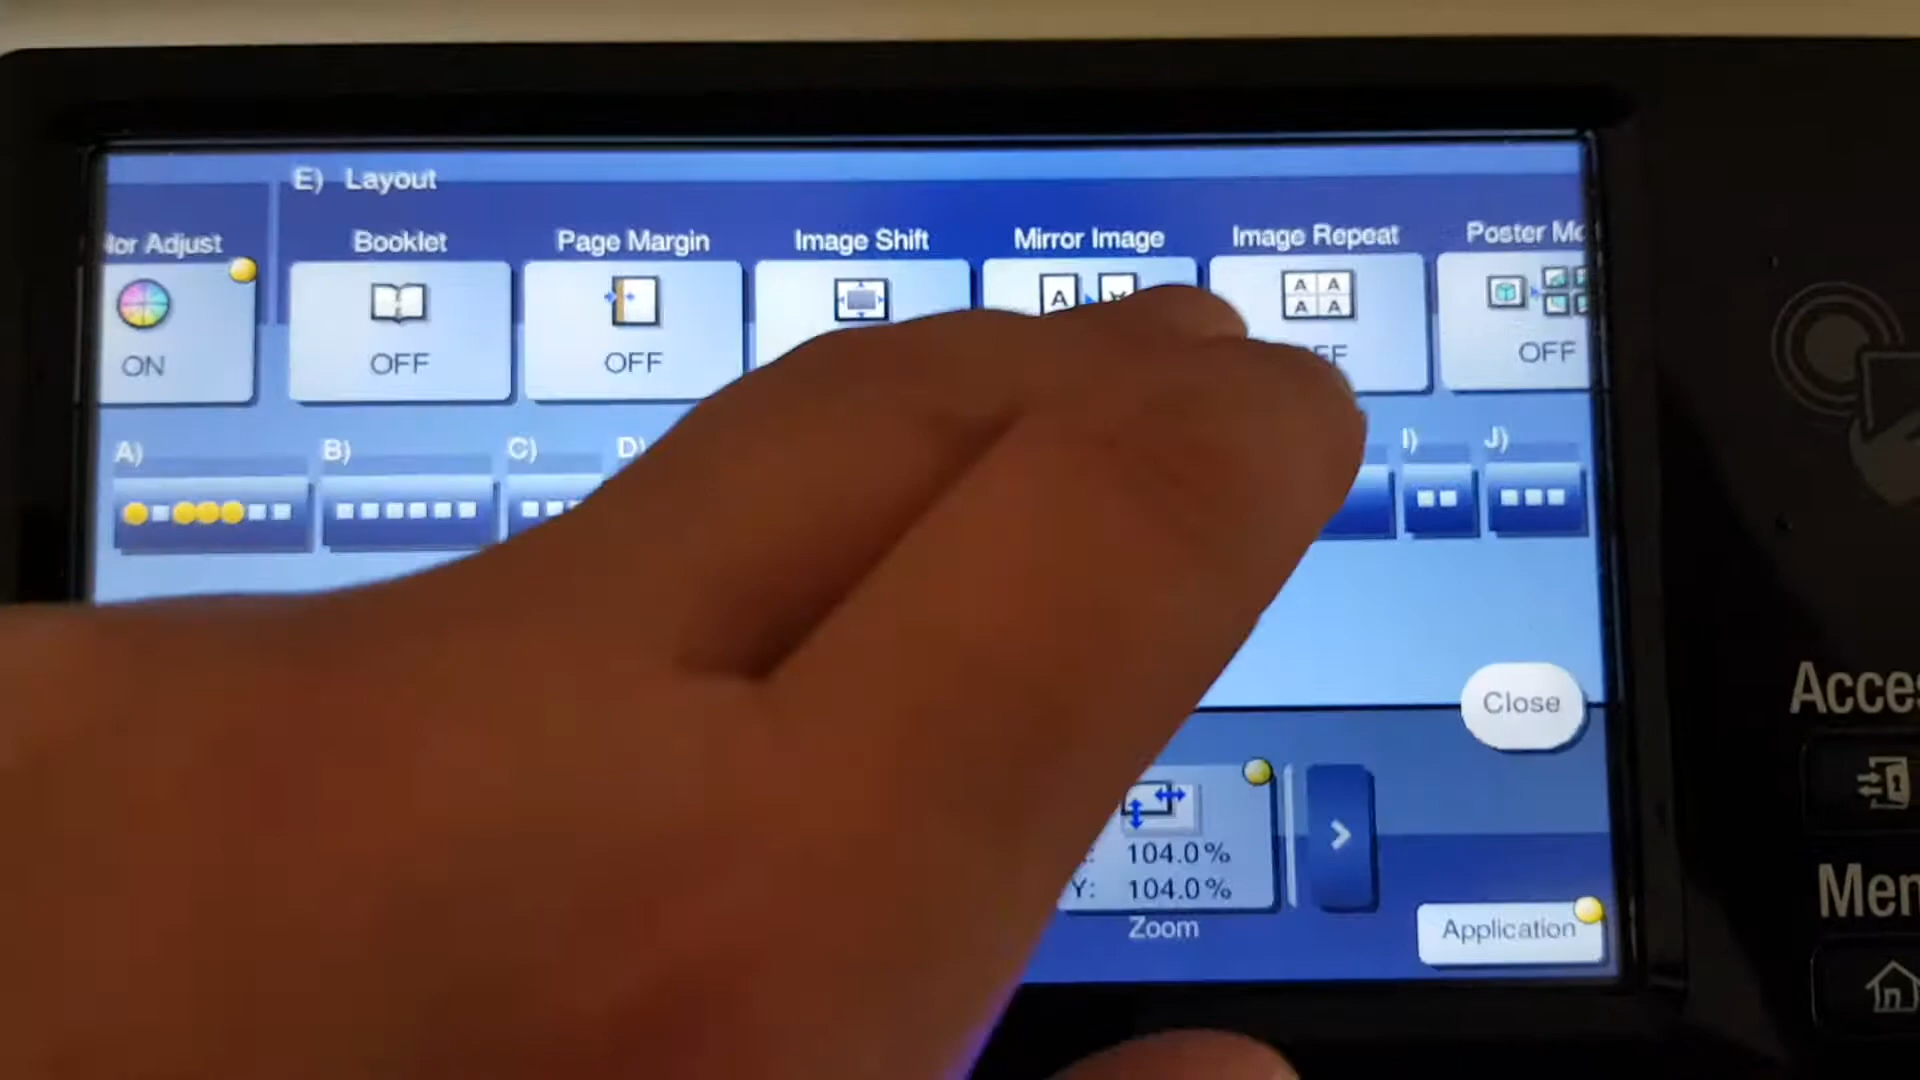 E) Layout
lor Adjust Booklet Page Margin Image Shift Mirror Image Image Repeat Poster Mo
A A A
A A
ON OFF OFF OFF
A) B) C) D) I) J)
Close
104.0%
Y: 104.0%
Zoom
Application
Acces
Men